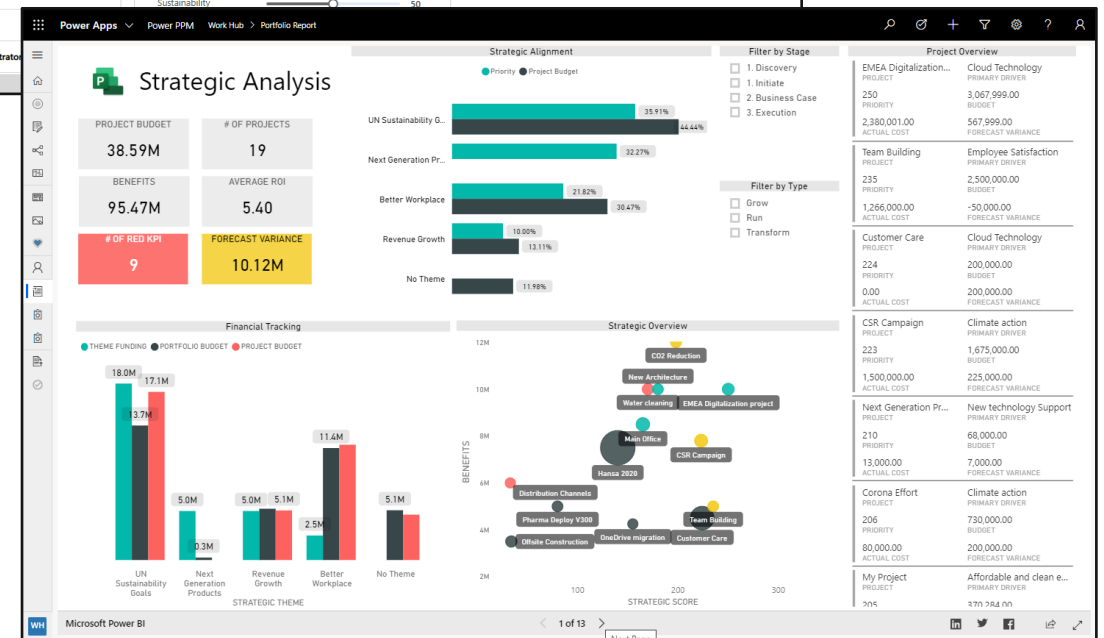 Sustainability 50
Power Apps Power PPM Work Hub > Portfolio Report
Strategic Analysis
PROJECT BUDGET
38.59M
# OF PROJECTS
19
BENEFITS
95.47M
AVERAGE ROI
5.40
# OF RED KPI
9
FORECAST VARIANCE
10.12M
Strategic Alignment
Priority Project Budget
UN Sustainability G...
35.91%
44.44%
Next Generation Pr...
32.27%
Better Workplace
21.82%
30.47%
Revenue Growth
10.00%
13.11%
No Theme
11.98%
Filter by Stage
1. Discovery
1. Initiate
2. Business Case
3. Execution
Filter by Type
Grow
Run
Transform
Project Overview
EMEA Digitalization... Cloud Technology
PROJECT PRIMARY DRIVER
250 3,067,999.00
PRIORITY BUDGET
2,380,001.00 567,999.00
ACTUAL COST FORECAST VARIANCE
Team Building Employee Satisfaction
PROJECT PRIMARY DRIVER
235 2,500,000.00
PRIORITY BUDGET
1,266,000.00 -50,000.00
ACTUAL COST FORECAST VARIANCE
Customer Care Cloud Technology
PROJECT PRIMARY DRIVER
224 200,000.00
PRIORITY BUDGET
0.00 200,000.00
ACTUAL COST FORECAST VARIANCE
CSR Campaign Climate action
PROJECT PRIMARY DRIVER
223 1,675,000.00
PRIORITY BUDGET
1,500,000.00 225,000.00
ACTUAL COST FORECAST VARIANCE
Next Generation Pr... New technology Support
PROJECT PRIMARY DRIVER
210 68,000.00
PRIORITY BUDGET
13,000.00 7,000.00
ACTUAL COST FORECAST VARIANCE
Corona Effort Climate action
PROJECT PRIMARY DRIVER
206 730,000.00
PRIORITY BUDGET
80,000.00 200,000.00
ACTUAL COST FORECAST VARIANCE
My Project Affordable and clean e...
PROJECT PRIMARY DRIVER
205 370,284.00
Financial Tracking
THEME FUNDING PORTFOLIO BUDGET PROJECT BUDGET
18.0M
17.1M
13.7M
5.0M
0.3M
5.0M
5.1M
2.5M
11.4M
5.1M
UN Sustainability Goals
Next Generation Products
Revenue Growth
Better Workplace
No Theme
STRATEGIC THEME
Strategic Overview
12M
10M
8M
6M
4M
2M
BENEFITS
CO2 Reduction
New Architecture
Water cleaning
EMEA Digitalization project
Main Office
CSR Campaign
Hansa 2020
Distribution Channels
Pharma Deploy V300
Team Building
Offsite Construction
OneDrive migration
Customer Care
100 200 300
STRATEGIC SCORE
WH
Microsoft Power BI
1 of 13